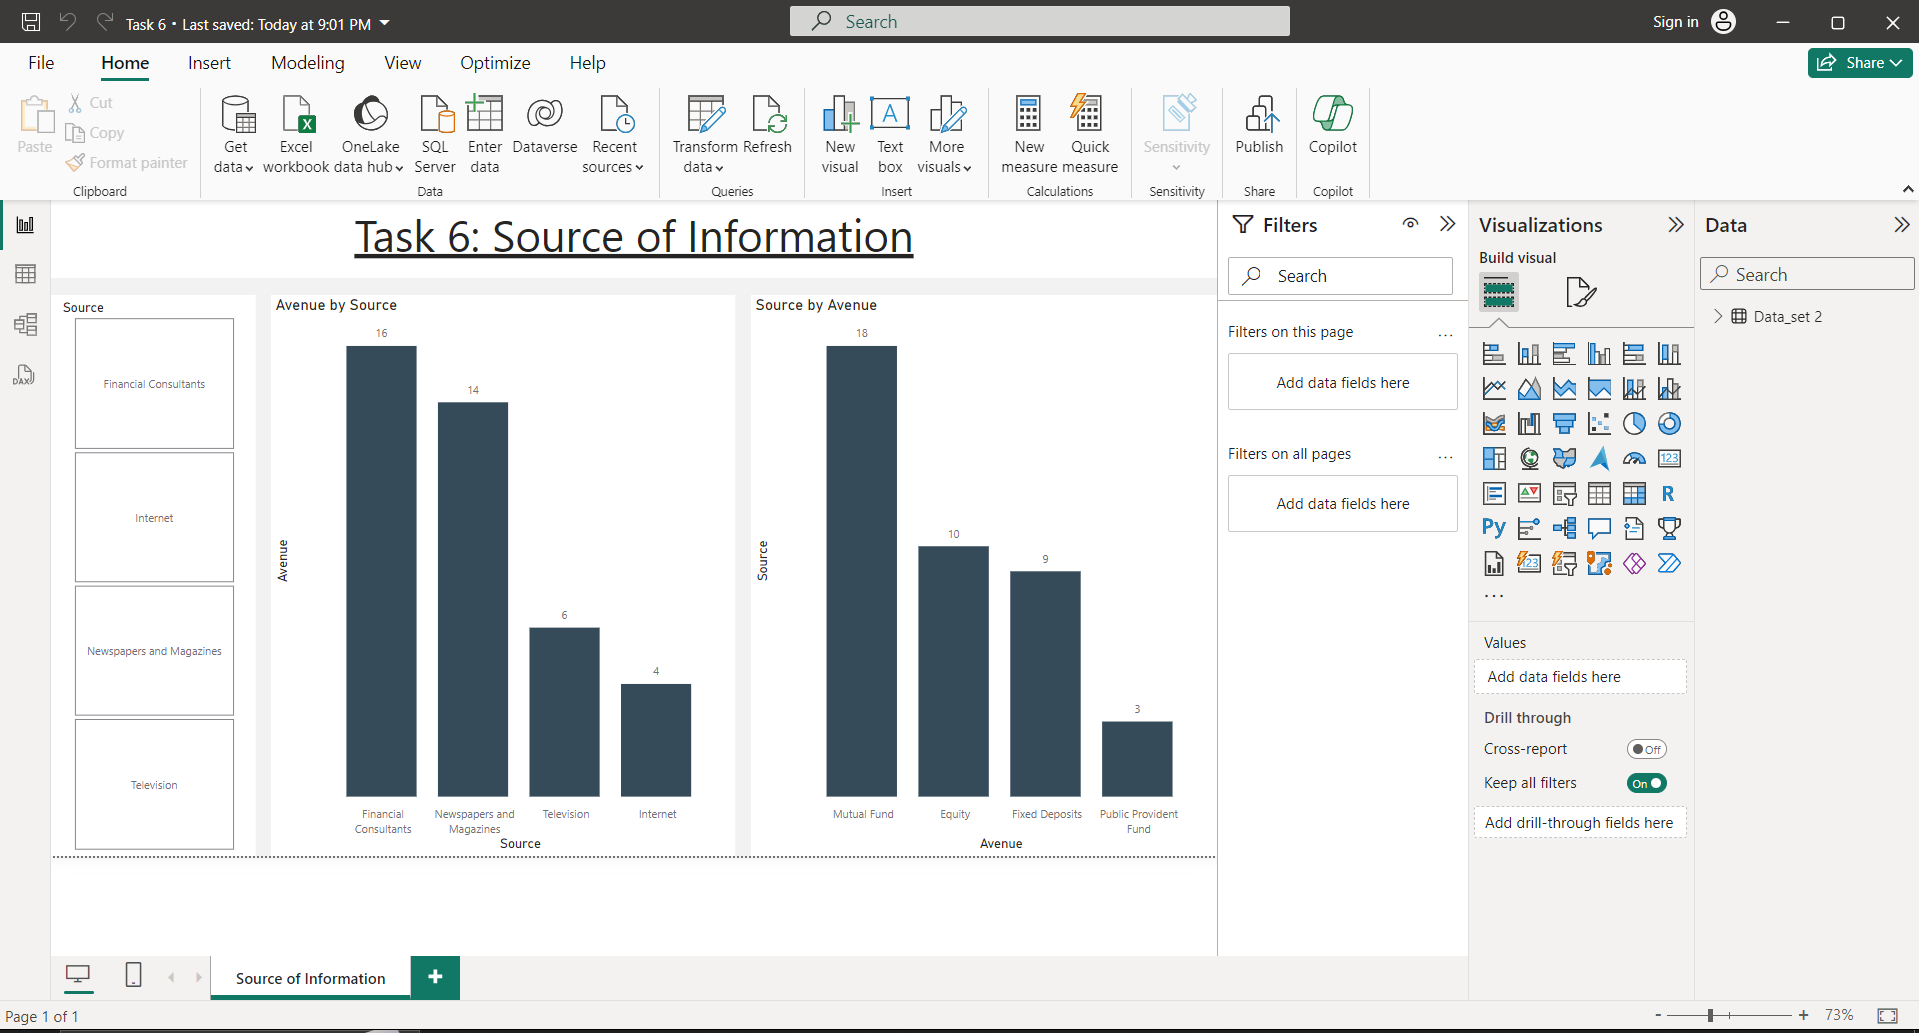 Task 6 • Last saved: Today at 9:01 PM
Search
Sign in
File
Home
Insert
Modeling
View
Optimize
Help
Share
Paste
Cut
Copy
Format painter
Clipboard
Get
data
Excel
workbook
OneLake
data hub
SQL
Server
Enter
data
Dataverse
Recent
sources
Data
Transform
data
Refresh
Queries
New
visual
Text
box
More
visuals
Insert
New
measure
Quick
measure
Calculations
Sensitivity
Sensitivity
Publish
Share
Copilot
Copilot
DAX
Task 6: Source of Information
Source
Financial Consultants
Internet
Newspapers and Magazines
Television
Avenue by Source
Avenue
16
14
6
4
Financial
Consultants
Newspapers and
Magazines
Television
Internet
Source
Source by Avenue
Source
18
10
9
3
Mutual Fund
Equity
Fixed Deposits
Public Provident
Fund
Avenue
Filters
Search
Filters on this page
...
Add data fields here
Filters on all pages
...
Add data fields here
Visualizations
Build visual
123
R
Py
123
...
Values
Add data fields here
Drill through
Cross-report
Off
Keep all filters
On
Add drill-through fields here
Data
Search
Data_set 2
Source of Information
+
Page 1 of 1
-
+
73%